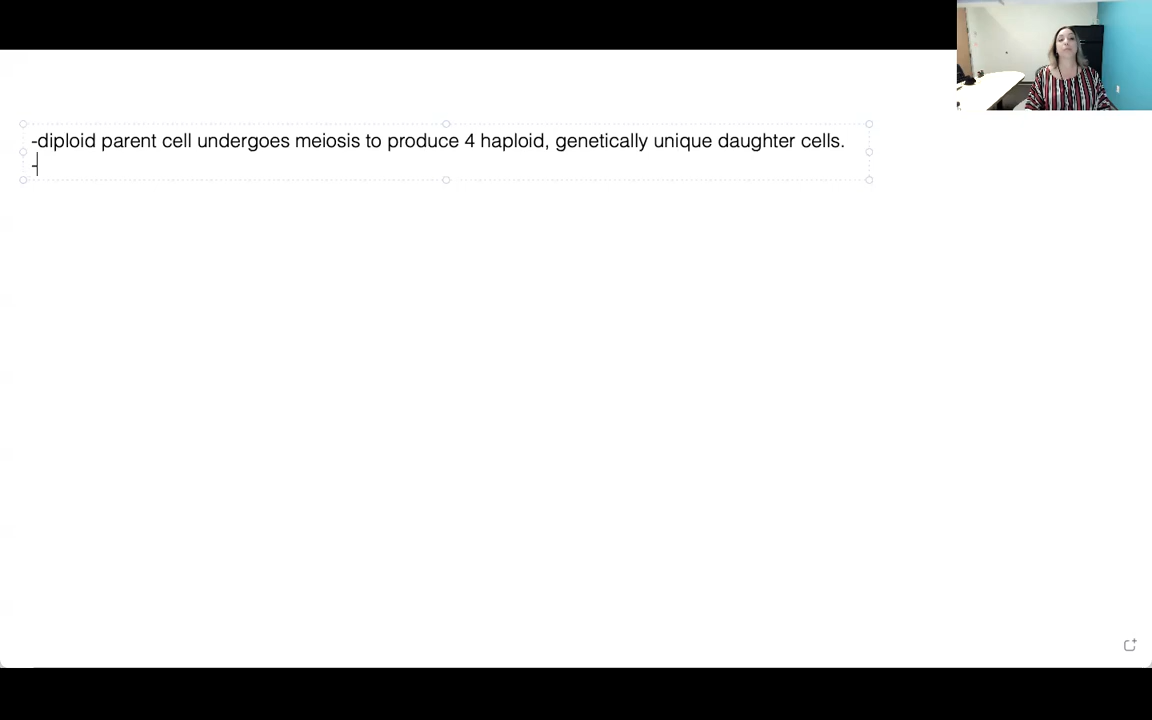 -diploid parent cell undergoes meiosis to produce 4 haploid, genetically unique daughter cells.
-